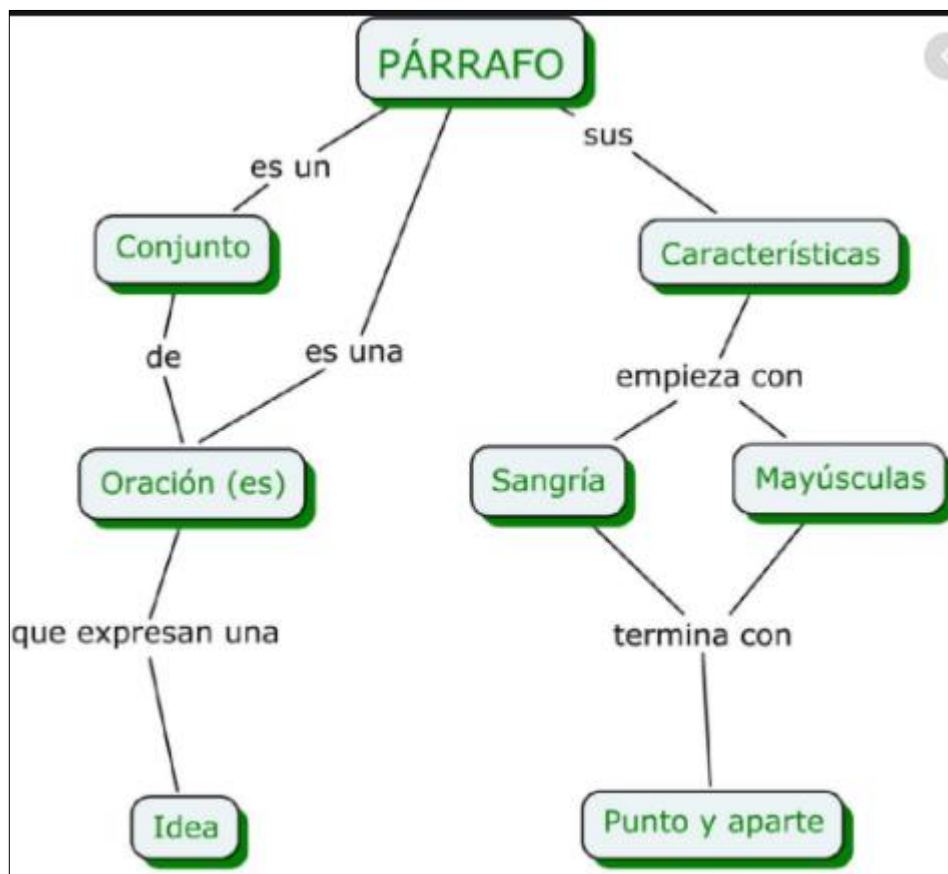 PÁRRAFO
sus
es un
Conjunto
Características
de
es una
empieza con
Oración (es)
Sangría
Mayúsculas
que expresan una
termina con
Idea
Punto y aparte